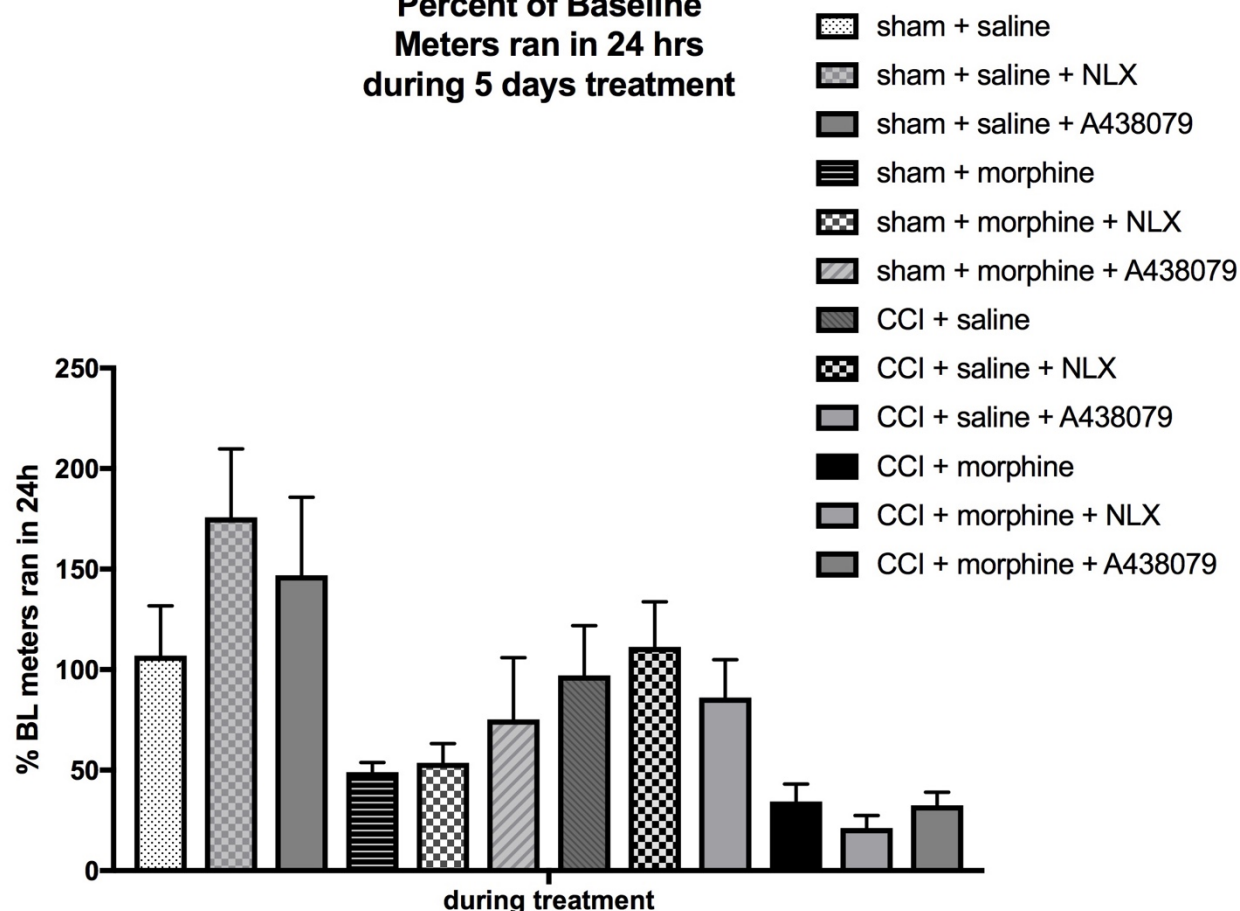 Percent of Baseline
Meters ran in 24 hrs
during 5 days treatment
sham + saline
sham + saline + NLX
sham + saline + A438079
sham + morphine
sham + morphine + NLX
sham + morphine + A438079
CCI + saline
CCI + saline + NLX
CCI + saline + A438079
CCI + morphine
CCI + morphine + NLX
CCI + morphine + A438079
% BL meters ran in 24h
250
200
150
100
50
0
during treatment